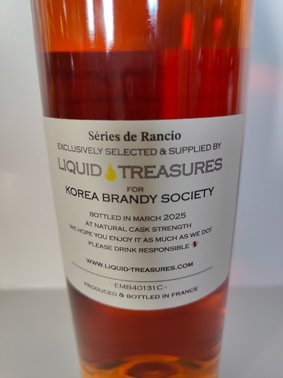 Séries de Rancio
EXCLUSIVELY SELECTED & SUPPLIED BY
LIQUID TREASURES
FOR
KOREA BRANDY SOCIETY
BOTTLED IN MARCH 2025
AT NATURAL CASK STRENGTH
WE HOPE YOU ENJOY IT AS MUCH AS WE DO!
PLEASE DRINK RESPONSIBLE
WWW.LIQUID-TREASURES.COM
- EMB40131C -
PRODUCED & BOTTLED IN FRANCE